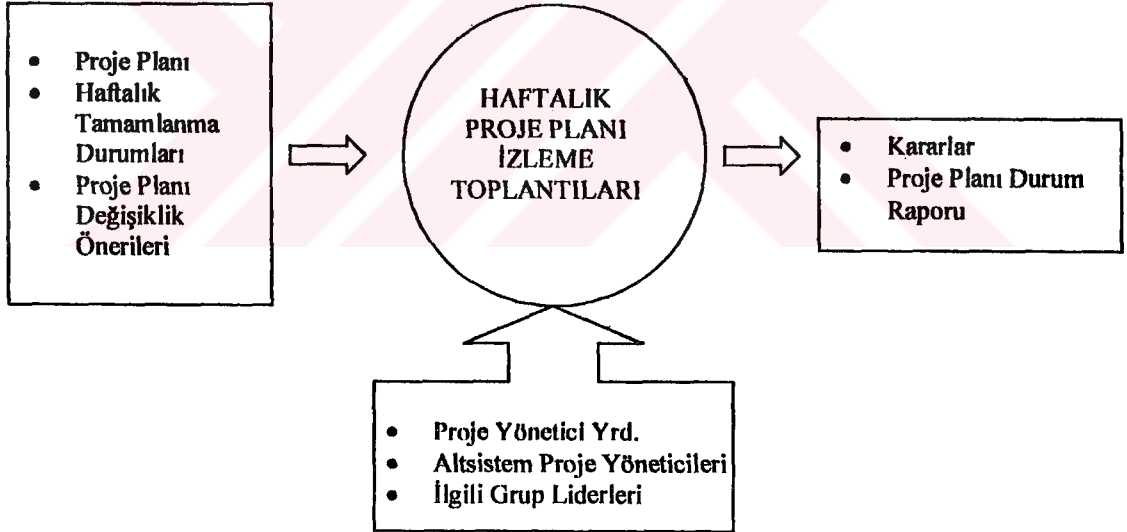 • Proje Planı
• Haftalık
Tamamlanma
Durumları
• Proje Planı
Değişiklik
Önerileri
HAFTALIK
PROJE PLANI
İZLEME
TOPLANTILARI
• Kararlar
• Proje Planı Durum
Raporu
• Proje Yönetici Yrd.
• Altsistem Proje Yöneticileri
• İlgili Grup Liderleri